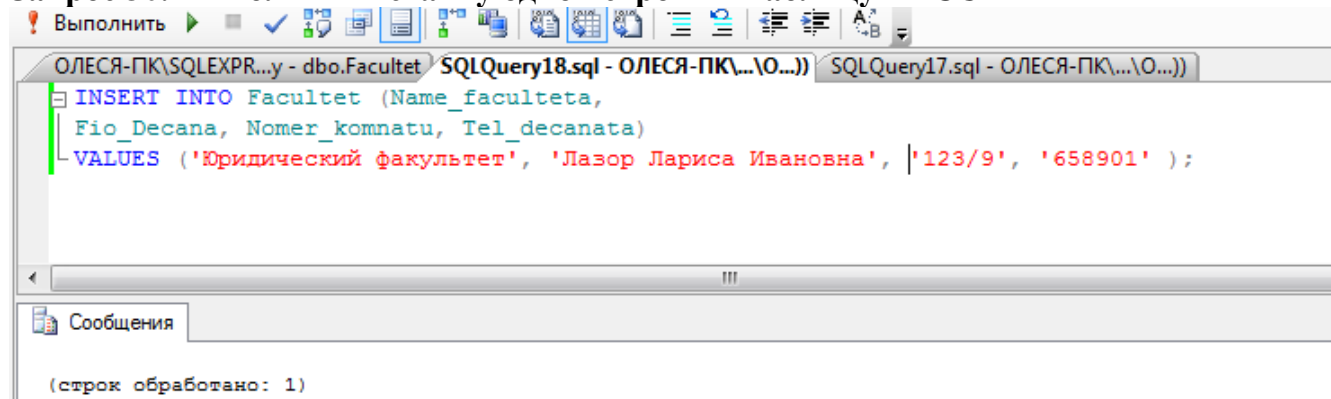 Выполнить
ОЛЕСЯ-ПК\SQLEXPR...y - dbo.Facultet SQLQuery18.sql - ОЛЕСЯ-ПК\...\О...)) SQLQuery17.sql - ОЛЕСЯ-ПК\...\О...))
INSERT INTO Facultet (Name_faculteta,
Fio_Decana, Nomer_komnatu, Tel_decanata)
VALUES ('Юридический факультет', 'Лазор Лариса Ивановна', '123/9', '658901' );
Сообщения
(строк обработано: 1)